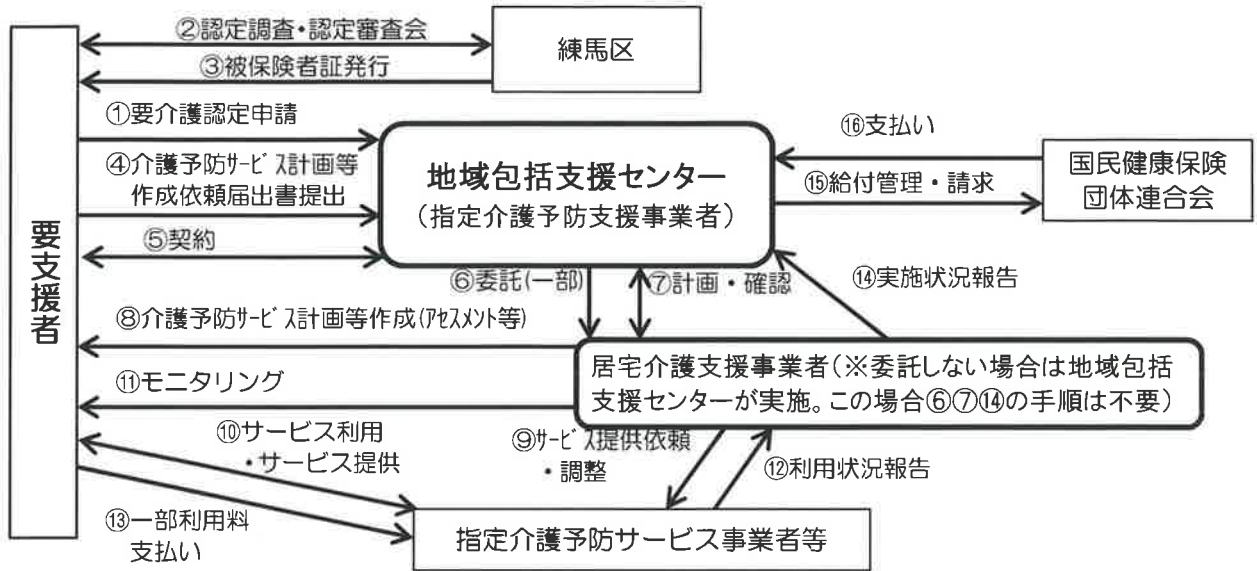 ②認定調査・認定審査会
練馬区
③被保険者証発行
①要介護認定申請
⑯支払い
④介護予防ｻｰﾋﾞｽ計画等
作成依頼届出書提出
地域包括支援センター
（指定介護予防支援事業者）
⑮給付管理・請求
国民健康保険
団体連合会
⑤契約
要支援者
⑥委託(一部)
⑦計画・確認
⑭実施状況報告
⑧介護予防ｻｰﾋﾞｽ計画等作成(ｱｾｽﾒﾝﾄ等)
居宅介護支援事業者（※委託しない場合は地域包括
支援センターが実施。この場合⑥⑦⑭の手順は不要）
⑪モニタリング
⑩サービス利用
・サービス提供
⑨ｻｰﾋﾞｽ提供依頼
・調整
⑫利用状況報告
⑬一部利用料
支払い
指定介護予防サービス事業者等